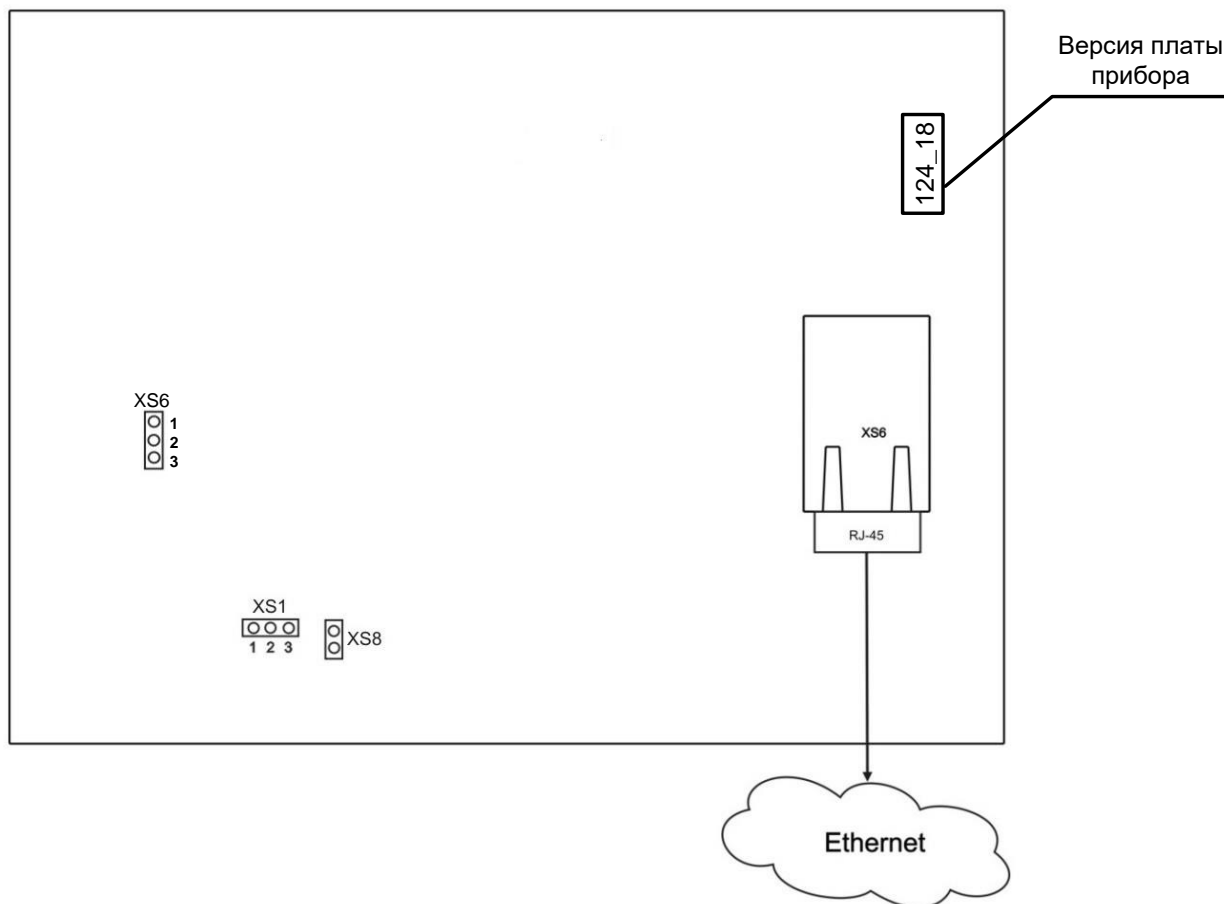 Версия платы
прибора
124_18
XS6
1
2
3
XS6
RJ-45
XS1
1 2 3
XS8
Ethernet